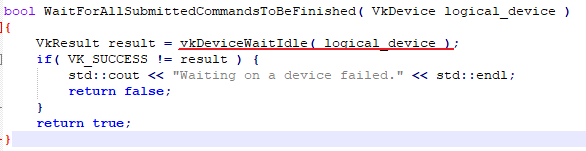 bool WaitForAllSubmittedCommandsToBeFinished( VkDevice logical_device )
{
    VkResult result = vkDeviceWaitIdle( logical_device );
    if( VK_SUCCESS != result ) {
        std::cout << "Waiting on a device failed." << std::endl;
        return false;
    }
    return true;
}